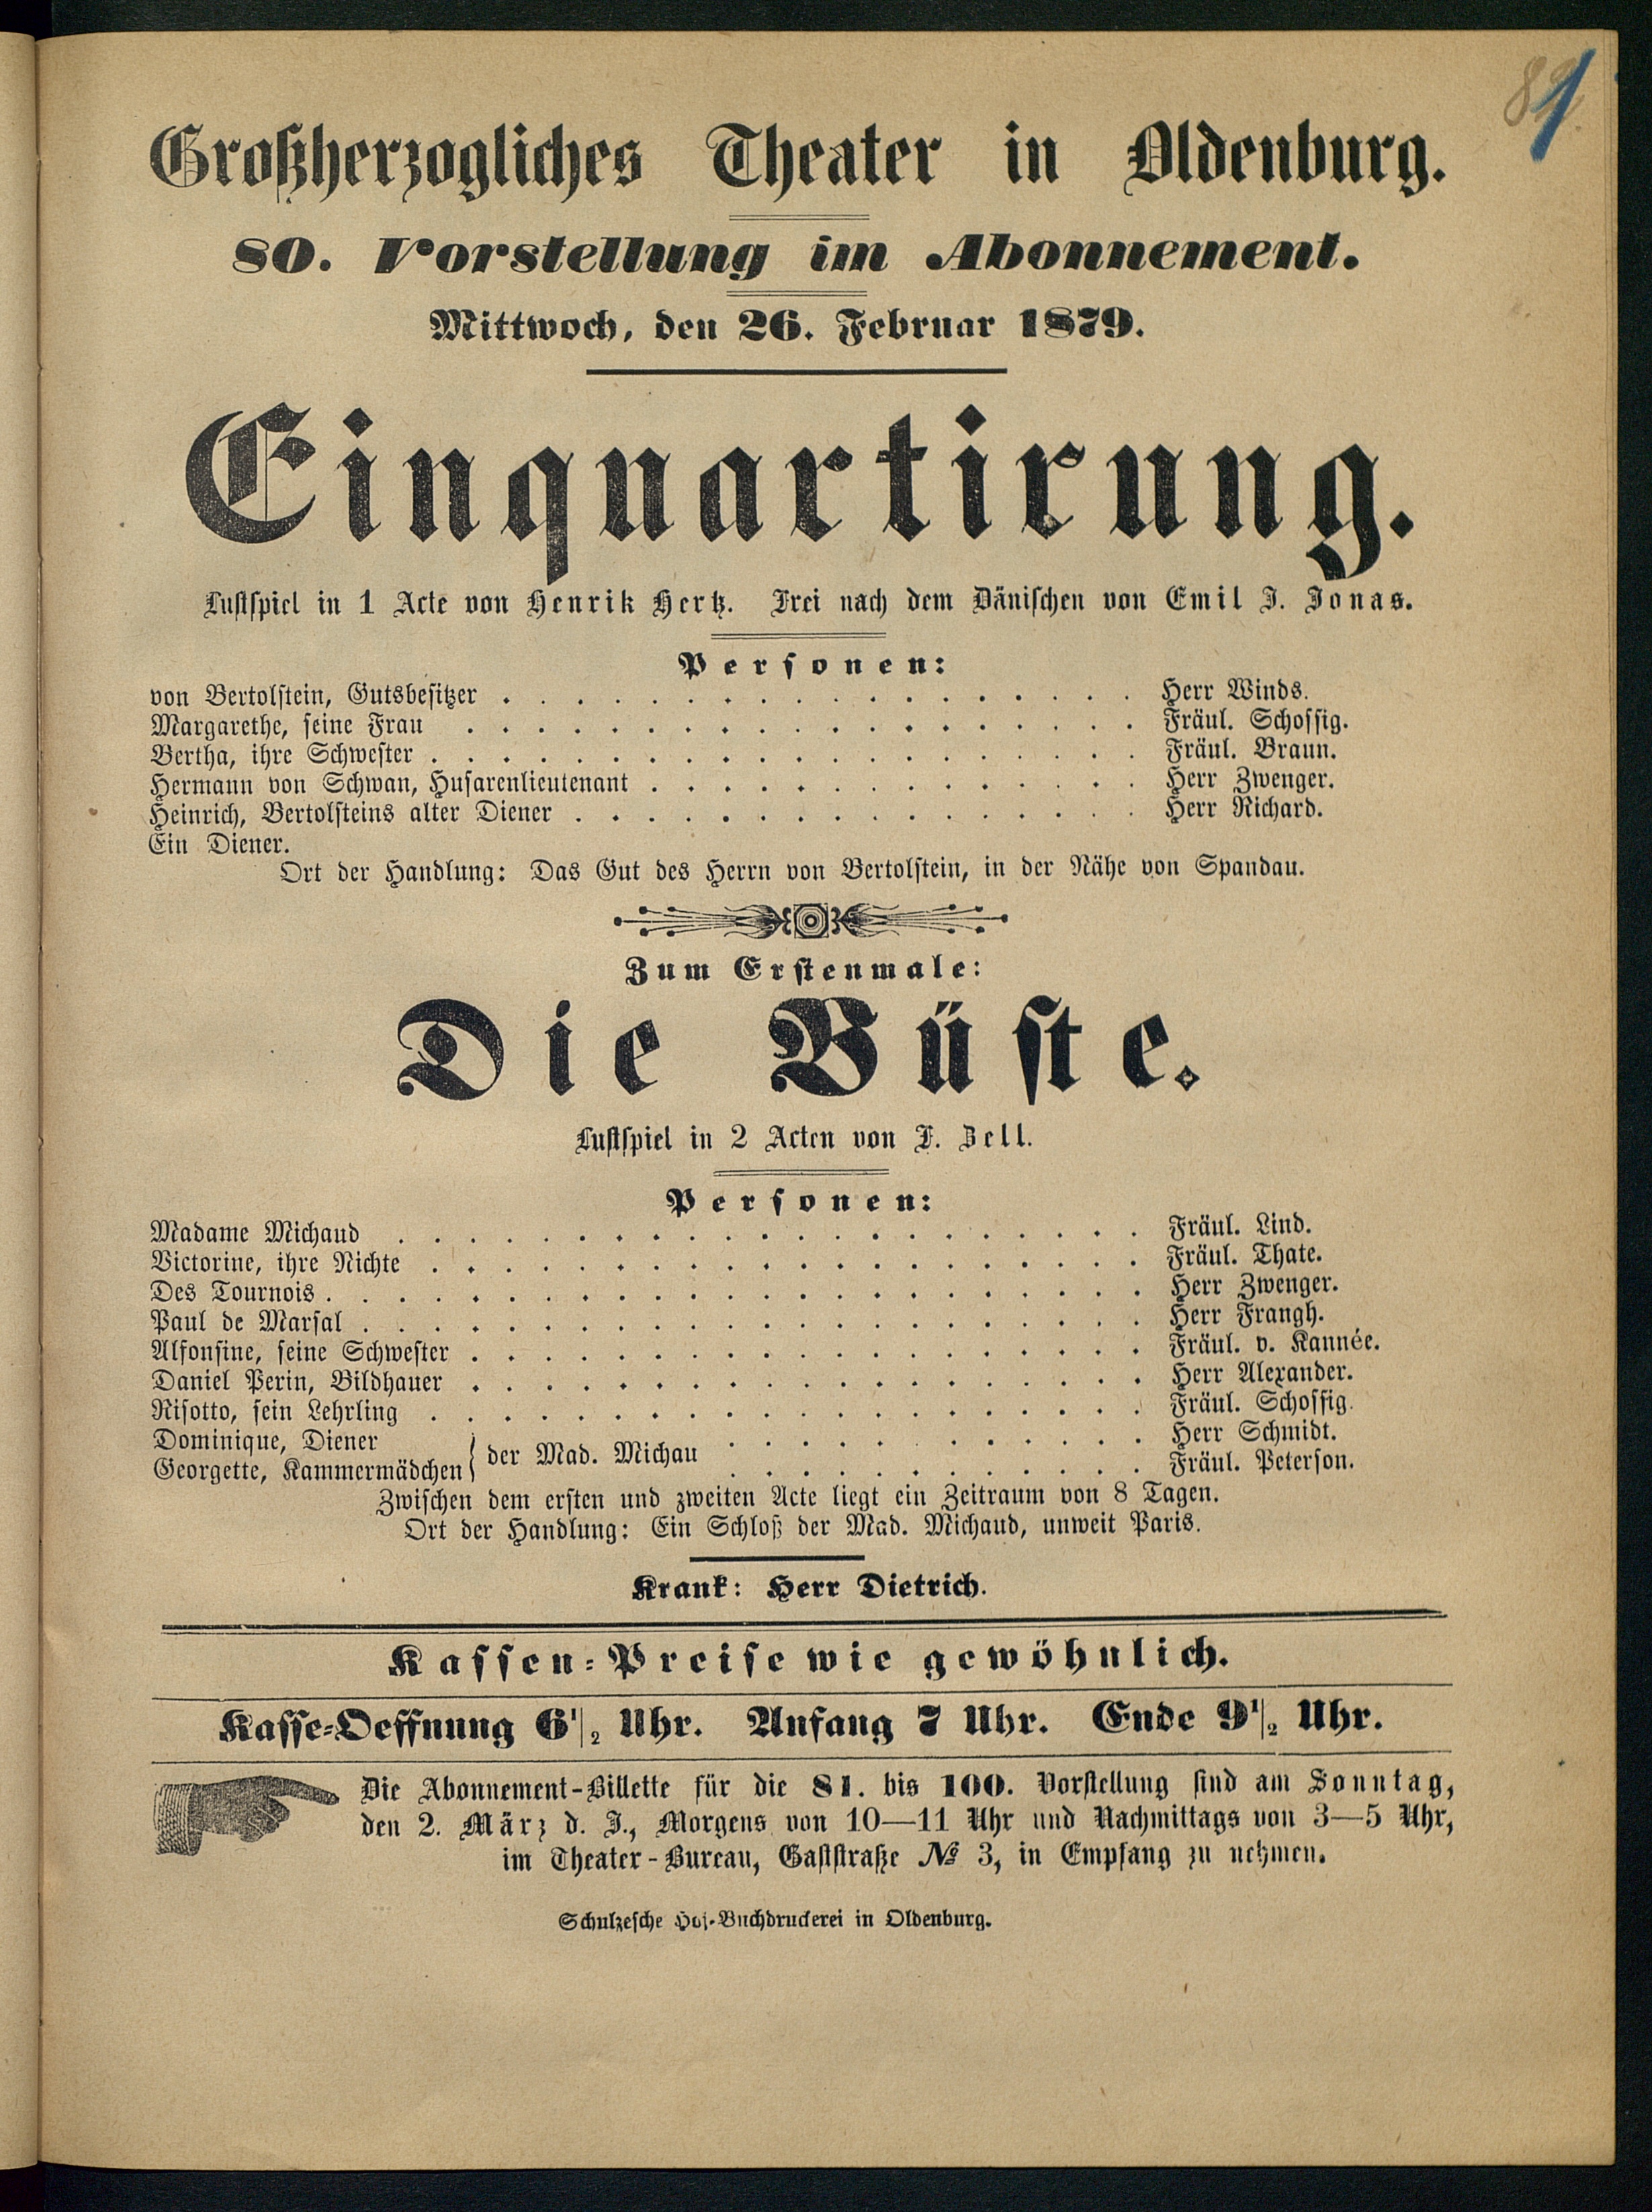 Großherzogliches Theater in Oldenburg.
80. Vorstellung im Abonnement.
Mittwoch, den 26. Februar 1879.
Einquartirung.
Lustspiel in 1 Acte von Henrik Hertz. Frei nach dem Dänischen von Emil J. Jonas.
Personen:
von Bertolstein, Gutsbesitzer . . . . . . . . . . . . . . . . . . Herr Winds.
Margarethe, seine Frau . . . . . . . . . . . . . . . . . . . Fräul. Schossig.
Bertha, ihre Schwester . . . . . . . . . . . . . . . . . . . . Fräul. Braun.
Hermann von Schwan, Husarenlieutenant . . . . . . . . . . . . . . Herr Zwenger.
Heinrich, Bertolsteins alter Diener . . . . . . . . . . . . . . . . Herr Richard.
Ein Diener.
Ort der Handlung: Das Gut des Herrn von Bertolstein, in der Nähe von Spandau.
Zum Erstenmale:
Die Büste.
Lustspiel in 2 Acten von F. Zell.
Personen:
Madame Michaud . . . . . . . . . . . . . . . . . . . . . Fräul. Lind.
Victorine, ihre Nichte . . . . . . . . . . . . . . . . . . . . Fräul. Thate.
Des Tournois . . . . . . . . . . . . . . . . . . . . . . . Herr Zwenger.
Paul de Marsal . . . . . . . . . . . . . . . . . . . . . . Herr Frangh.
Alfonsine, seine Schwester . . . . . . . . . . . . . . . . . . . Fräul. v. Kannée.
Daniel Perin, Bildhauer . . . . . . . . . . . . . . . . . . . Herr Alexander.
Risotto, sein Lehrling . . . . . . . . . . . . . . . . . . . . Fräul. Schossig.
Dominique, Diener } der Mad. Michau . . . . . . . . . . . . Herr Schmidt.
Georgette, Kammermädchen . . . . . . . . . . . . Fräul. Peterson.
Zwischen dem ersten und zweiten Acte liegt ein Zeitraum von 8 Tagen.
Ort der Handlung: Ein Schloß der Mad. Michaud, unweit Paris.
Krank: Herr Dietrich.
Kassen-Preise wie gewöhnlich.
Kasse-Oeffnung 6 1/2 Uhr. Anfang 7 Uhr. Ende 9 1/2 Uhr.
Die Abonnement-Billette für die 81. bis 100. Vorstellung sind am Sonntag,
den 2. März d. J., Morgens von 10—11 Uhr und Nachmittags von 3—5 Uhr,
im Theater-Bureau, Gaststraße № 3, in Empfang zu nehmen.
Schulzesche Hof-Buchdruckerei in Oldenburg.